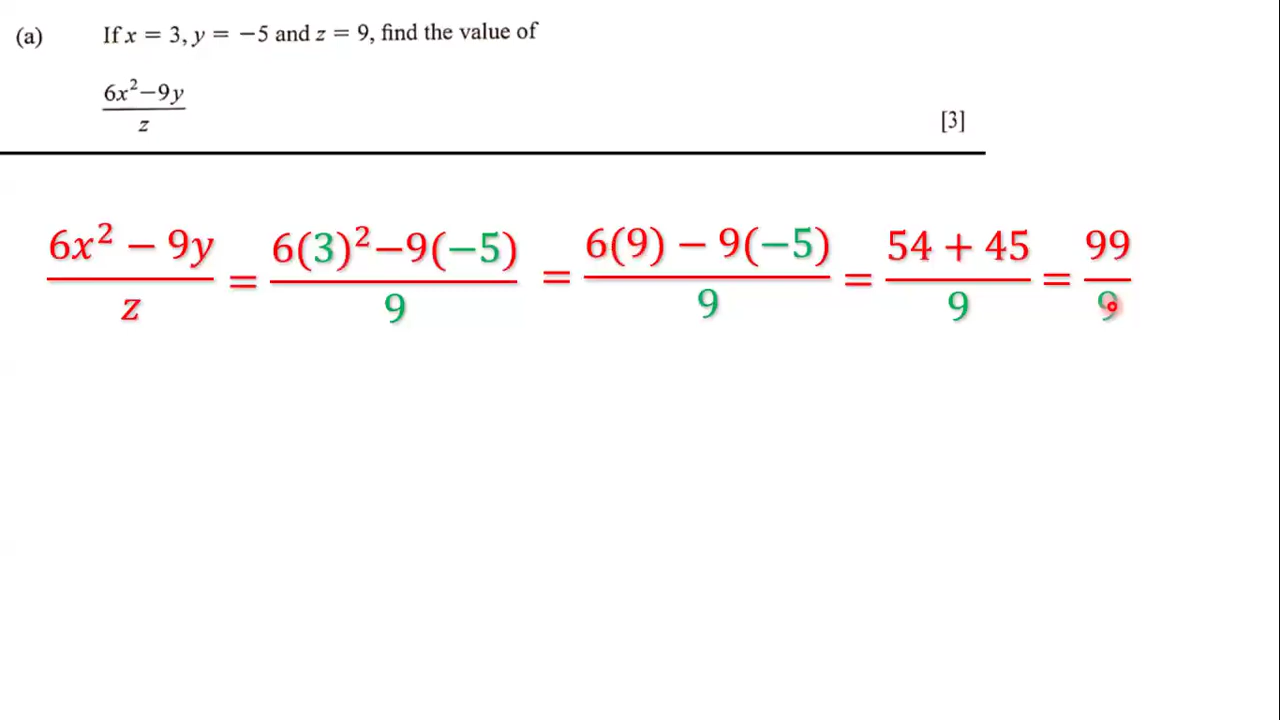 (a) If x = 3, y = −5 and z = 9, find the value of
6x²−9y
z
[3]
6x² − 9y / z = 6(3)²−9(−5) / 9 = 6(9) − 9(−5) / 9 = 54 + 45 / 9 = 99 / 9